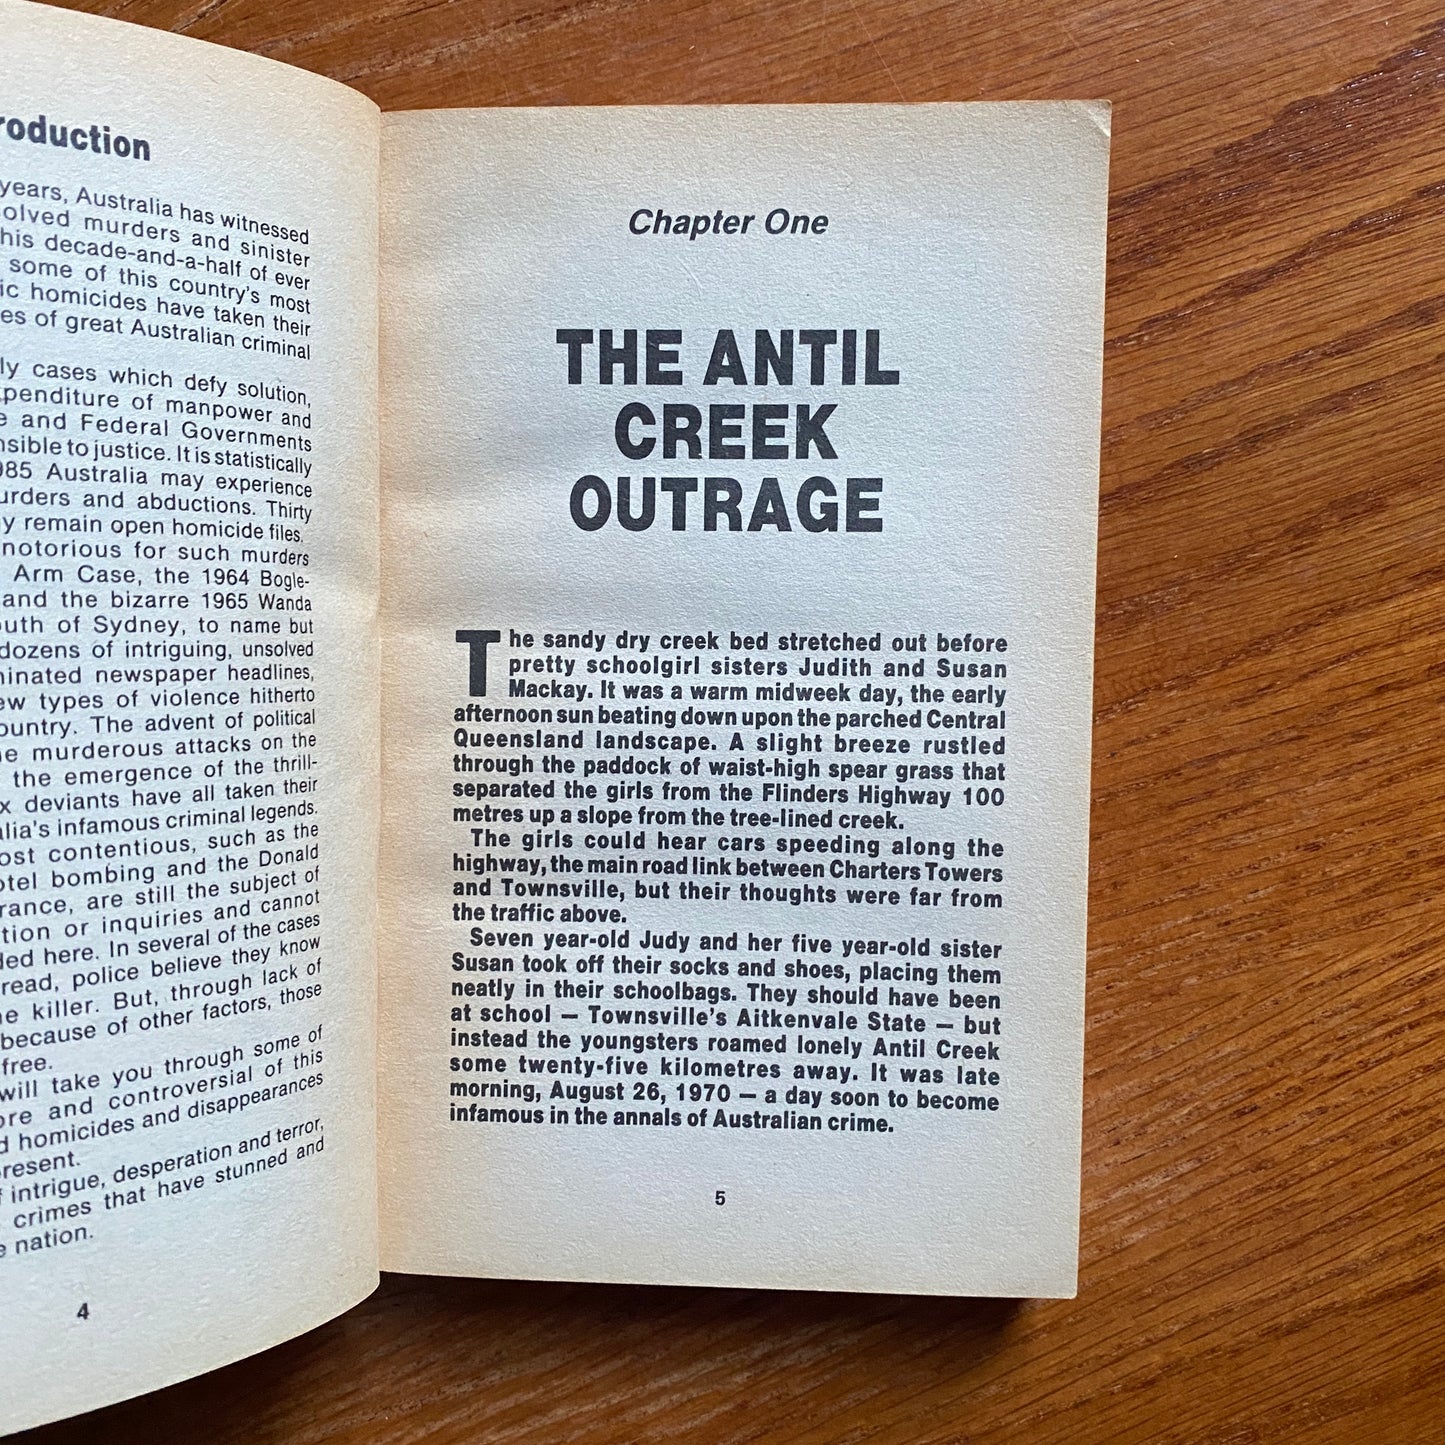 roduction
years, Australia has witnessed
olved murders and sinister
his decade-and-a-half of ever
some of this country's most
ic homicides have taken their
es of great Australian criminal
ly cases which defy solution,
penditure of manpower and
e and Federal Governments
nsible to justice. It is statistically
985 Australia may experience
urders and abductions. Thirty
y remain open homicide files.
notorious for such murders
Arm Case, the 1964 Bogle-
and the bizarre 1965 Wanda
outh of Sydney, to name but
dozens of intriguing, unsolved
minated newspaper headlines,
ew types of violence hitherto
ountry. The advent of political
he murderous attacks on the
the emergence of the thrill-
x deviants have all taken their
alia's infamous criminal legends.
ost contentious, such as the
otel bombing and the Donald
rance, are still the subject of
tion or inquiries and cannot
ded here. In several of the cases
read, police believe they know
he killer. But, through lack of
because of other factors, those
free.
will take you through some of
ore and controversial of this
d homicides and disappearances
present.
f intrigue, desperation and terror,
crimes that have stunned and
e nation.
4
Chapter One
THE ANTIL
CREEK
OUTRAGE
The sandy dry creek bed stretched out before
pretty schoolgirl sisters Judith and Susan
Mackay. It was a warm midweek day, the early
afternoon sun beating down upon the parched Central
Queensland landscape. A slight breeze rustled
through the paddock of waist-high spear grass that
separated the girls from the Flinders Highway 100
metres up a slope from the tree-lined creek.
The girls could hear cars speeding along the
highway, the main road link between Charters Towers
and Townsville, but their thoughts were far from
the traffic above.
Seven year-old Judy and her five year-old sister
Susan took off their socks and shoes, placing them
neatly in their schoolbags. They should have been
at school — Townsville's Aitkenvale State — but
instead the youngsters roamed lonely Antil Creek
some twenty-five kilometres away. It was late
morning, August 26, 1970 — a day soon to become
infamous in the annals of Australian crime.
5